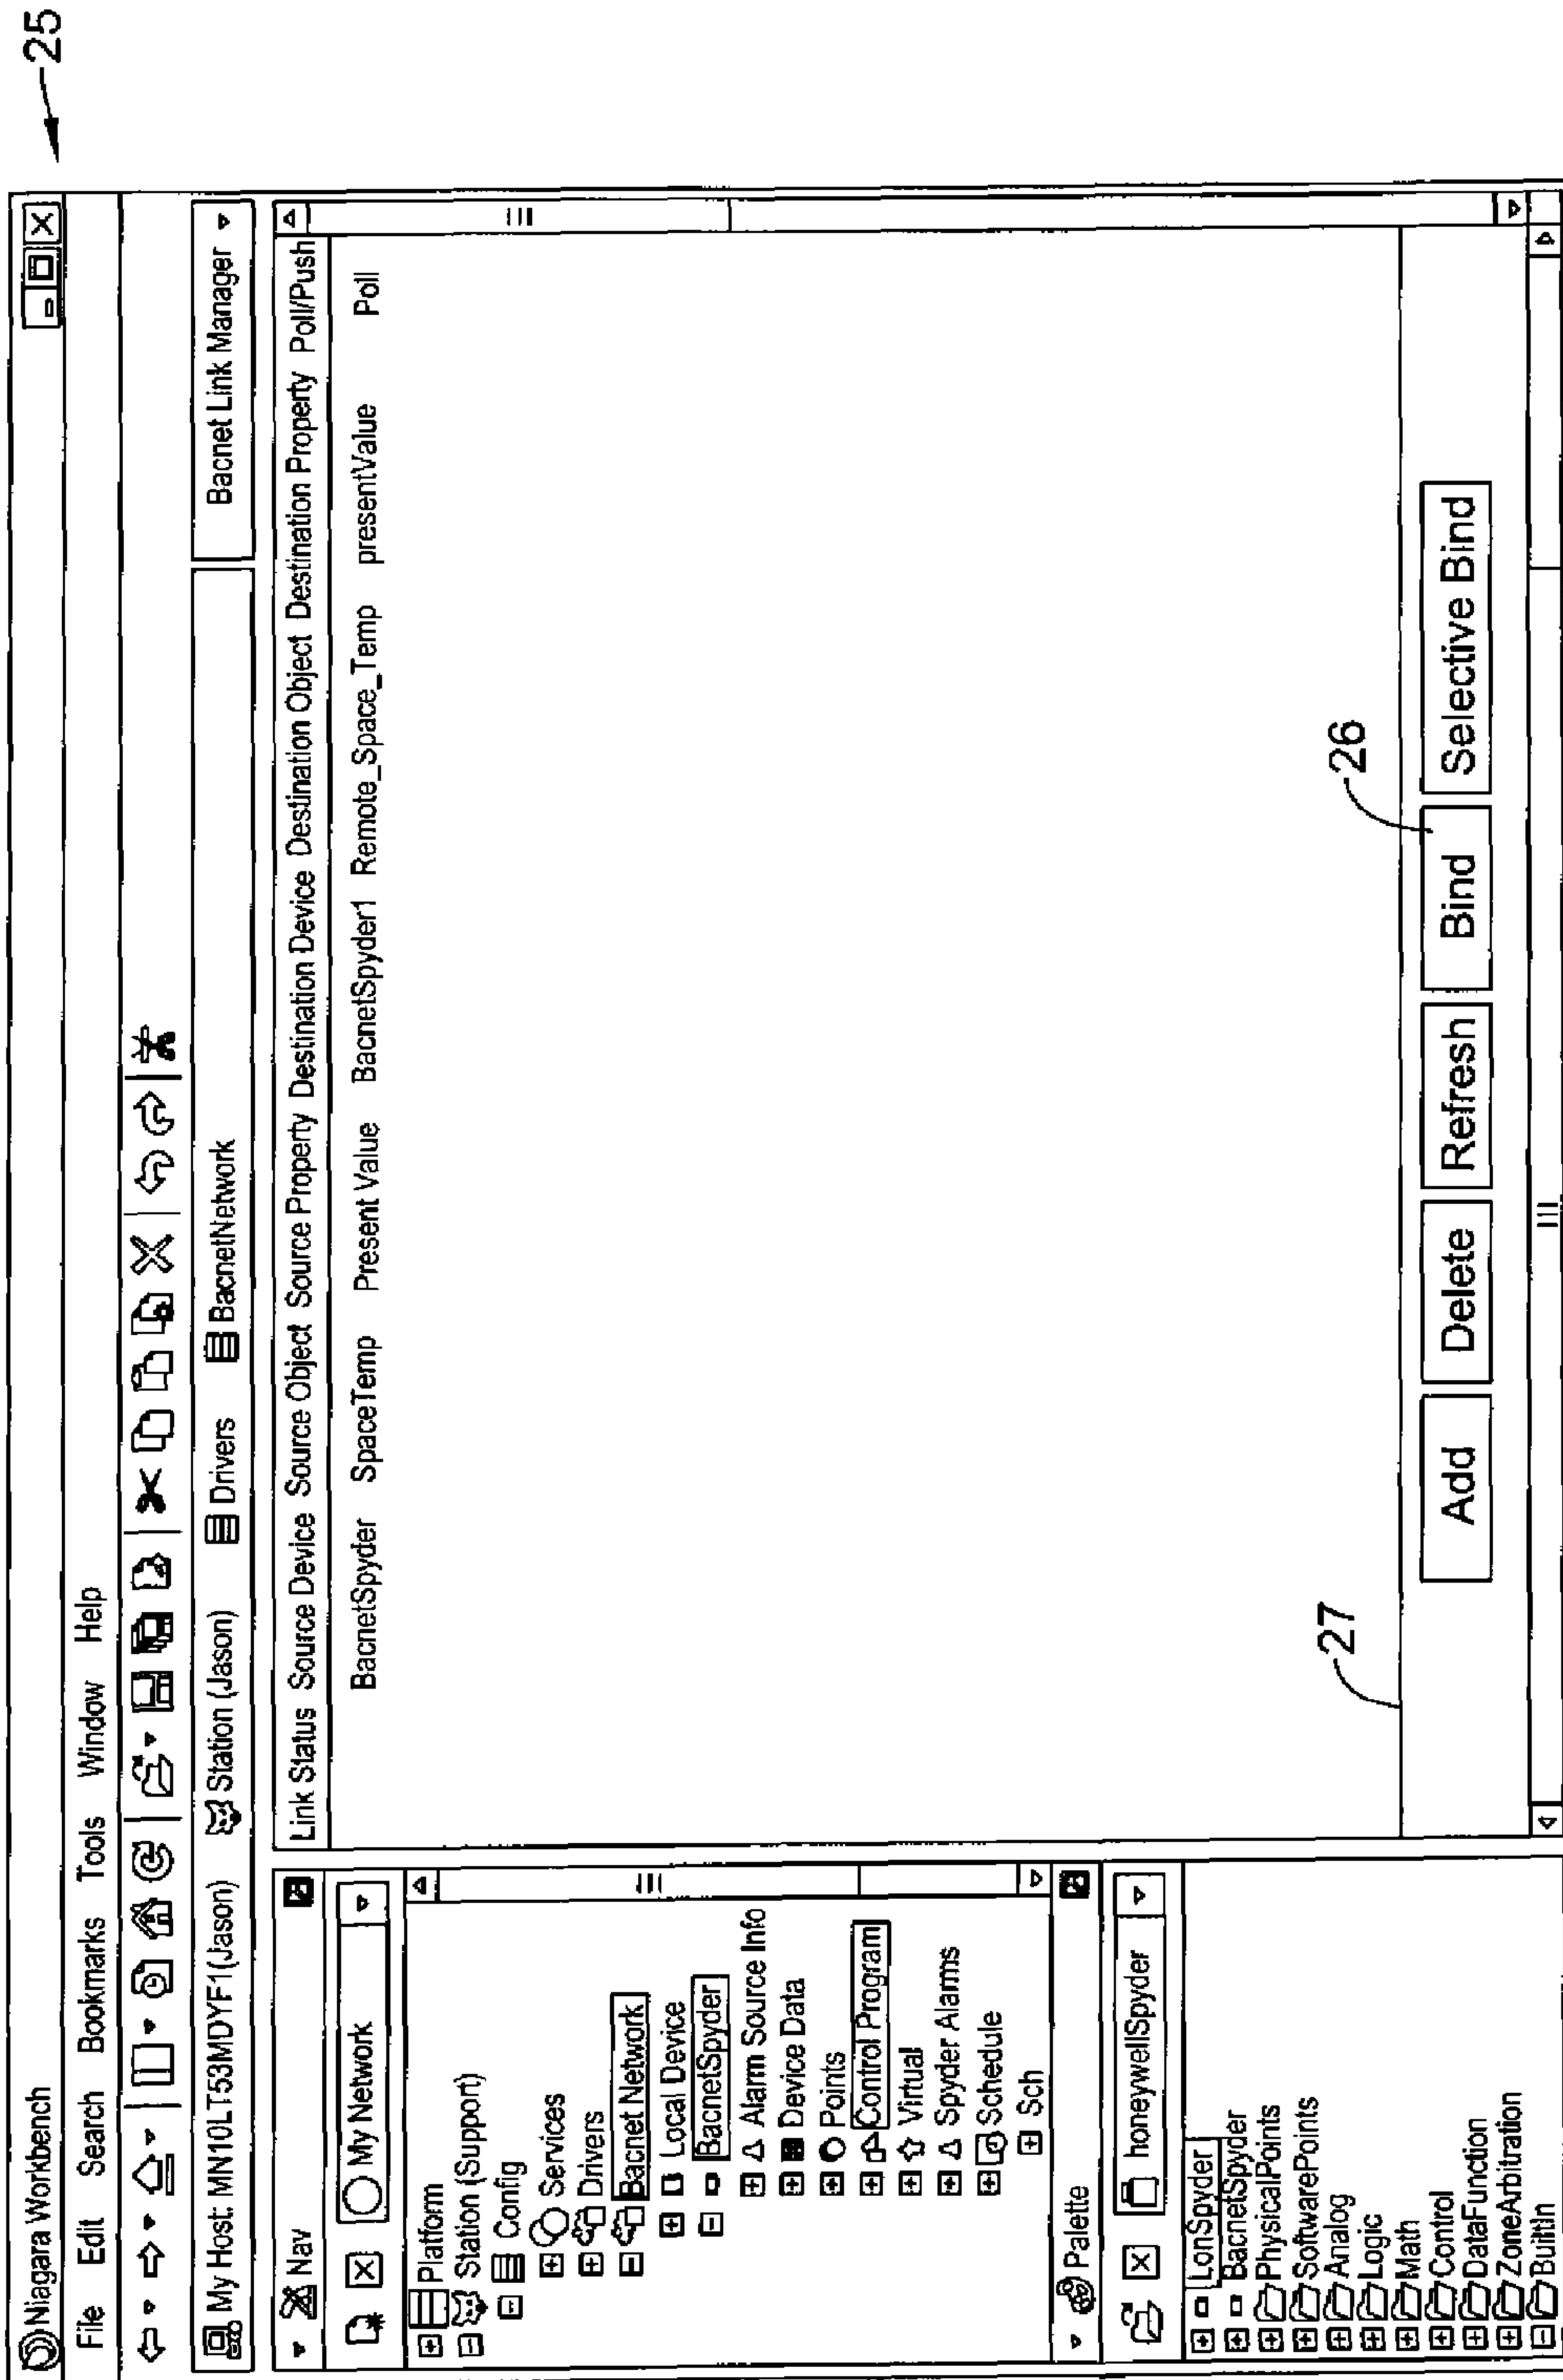 25
Niagara Workbench
File Edit Search Bookmarks Tools Window Help
My Host: MN10LT53MDYF1(Jason) Station (Jason) Drivers BacnetNetwork Bacnet Link Manager
Nav
My Network
Platform
Station (Support)
Config
Services
Drivers
Bacnet Network
Local Device
BacnetSpyder
Alarm Source Info
Device Data
Points
Control Program
Virtual
Spyder Alarms
Schedule
Sch
Palette
honeywellSpyder
LonSpyder
BacnetSpyder
PhysicalPoints
SoftwarePoints
Analog
Logic
Math
Control
DataFunction
ZoneArbitration
BuiltIn
Link Status Source Device Source Object Source Property Destination Device Destination Object Destination Property Poll/Push
BacnetSpyder SpaceTemp Present Value BacnetSpyder1 Remote_Space_Temp presentValue Poll
27
26
Add Delete Refresh Bind Selective Bind